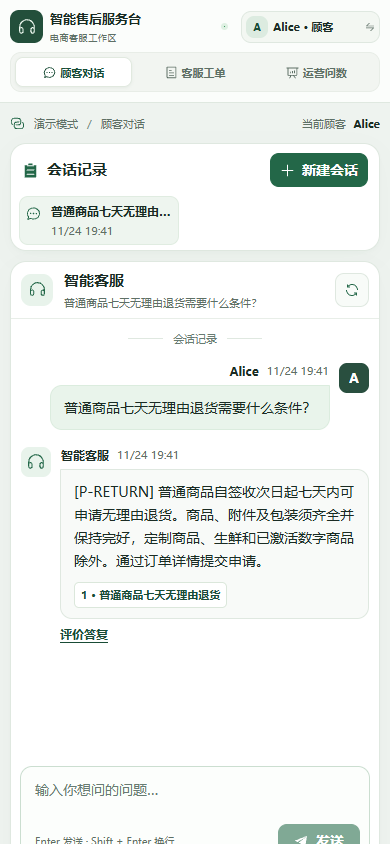 智能售后服务台
电商客服工作区
A Alice • 顾客
顾客对话 客服工单 运营问数
演示模式 / 顾客对话 当前顾客 Alice
会话记录 新建会话
普通商品七天无理由...
11/24 19:41
智能客服
普通商品七天无理由退货需要什么条件?
会话记录
Alice 11/24 19:41 A
普通商品七天无理由退货需要什么条件?
智能客服 11/24 19:41
[P-RETURN] 普通商品自签收次日起七天内可
申请无理由退货。商品、附件及包装须齐全并
保持完好，定制商品、生鲜和已激活数字商品
除外。通过订单详情提交申请。
1 • 普通商品七天无理由退货
评价答复
输入你想问的问题...
Enter 发送 · Shift + Enter 换行 发送